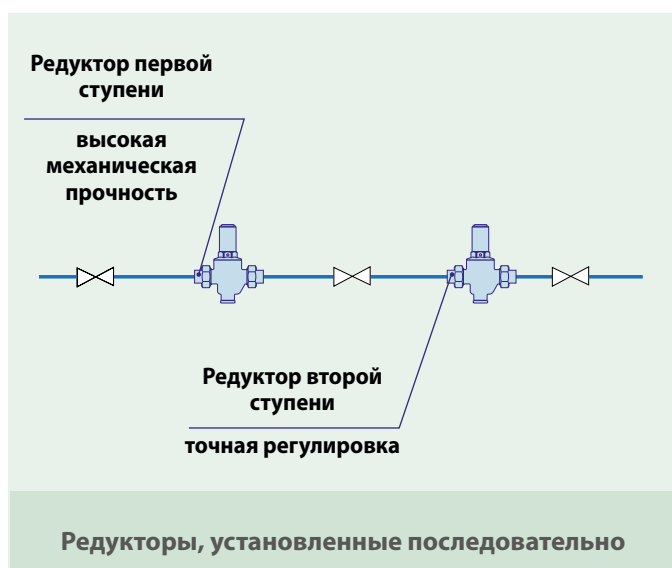 Редуктор первой
ступени
высокая
механическая
прочность
Редуктор второй
ступени
точная регулировка
Редукторы, установленные последовательно